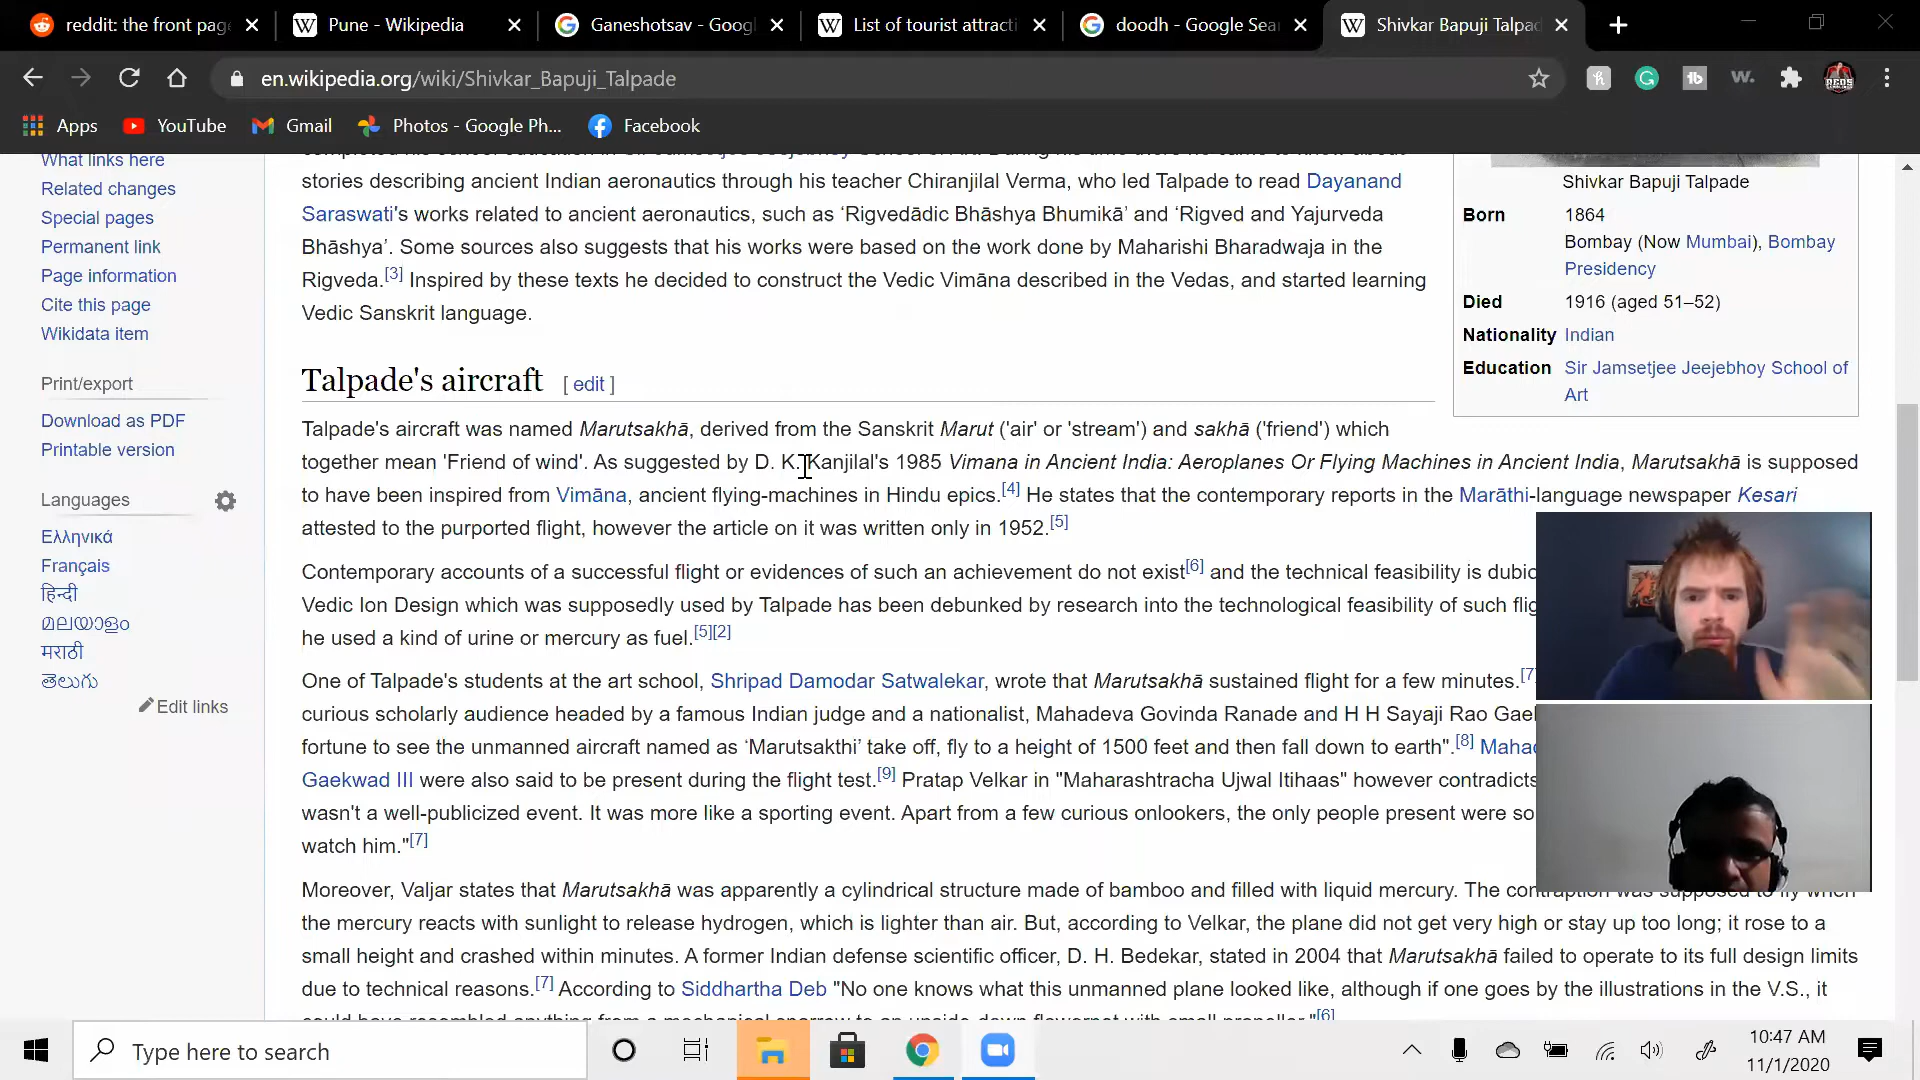 reddit: the front pag
Pune - Wikipedia
Ganeshotsav - Goog
List of tourist attracti
doodh - Google Sea
Shivkar Bapuji Talpad
en.wikipedia.org/wiki/Shivkar_Bapuji_Talpade
Apps
YouTube
Gmail
Photos - Google Ph...
Facebook
What links here
Related changes
Special pages
Permanent link
Page information
Cite this page
Wikidata item
Print/export
Download as PDF
Printable version
Languages
Ελληνικά
Français
हिन्दी
മലയാളം
मराठी
తెలుగు
Edit links
stories describing ancient Indian aeronautics through his teacher Chiranjilal Verma, who led Talpade to read Dayanand
Saraswati's works related to ancient aeronautics, such as ‘Rigvedādic Bhāshya Bhumikā’ and ‘Rigved and Yajurveda
Bhāshya’. Some sources also suggests that his works were based on the work done by Maharishi Bharadwaja in the
Rigveda.[3] Inspired by these texts he decided to construct the Vedic Vimāna described in the Vedas, and started learning
Vedic Sanskrit language.
Talpade's aircraft [ edit ]
Talpade's aircraft was named Marutsakhā, derived from the Sanskrit Marut ('air' or 'stream') and sakhā ('friend') which
together mean 'Friend of wind'. As suggested by D. K. Kanjilal's 1985 Vimana in Ancient India: Aeroplanes Or Flying Machines in Ancient India, Marutsakhā is supposed
to have been inspired from Vimāna, ancient flying-machines in Hindu epics.[4] He states that the contemporary reports in the Marāthi-language newspaper Kesari
attested to the purported flight, however the article on it was written only in 1952.[5]
Contemporary accounts of a successful flight or evidences of such an achievement do not exist[6] and the technical feasibility is dubio
Vedic Ion Design which was supposedly used by Talpade has been debunked by research into the technological feasibility of such flig
he used a kind of urine or mercury as fuel.[5][2]
One of Talpade's students at the art school, Shripad Damodar Satwalekar, wrote that Marutsakhā sustained flight for a few minutes.[7]
curious scholarly audience headed by a famous Indian judge and a nationalist, Mahadeva Govinda Ranade and H H Sayaji Rao Gael
fortune to see the unmanned aircraft named as ‘Marutsakthi’ take off, fly to a height of 1500 feet and then fall down to earth".[8] Mahac
Gaekwad III were also said to be present during the flight test.[9] Pratap Velkar in "Maharashtracha Ujwal Itihaas" however contradicts
wasn't a well-publicized event. It was more like a sporting event. Apart from a few curious onlookers, the only people present were so
watch him."[7]
Moreover, Valjar states that Marutsakhā was apparently a cylindrical structure made of bamboo and filled with liquid mercury. The contraption was supposed to fly when
the mercury reacts with sunlight to release hydrogen, which is lighter than air. But, according to Velkar, the plane did not get very high or stay up too long; it rose to a
small height and crashed within minutes. A former Indian defense scientific officer, D. H. Bedekar, stated in 2004 that Marutsakhā failed to operate to its full design limits
due to technical reasons.[7] According to Siddhartha Deb "No one knows what this unmanned plane looked like, although if one goes by the illustrations in the V.S., it
Shivkar Bapuji Talpade
Born 1864
Bombay (Now Mumbai), Bombay
Presidency
Died 1916 (aged 51–52)
Nationality Indian
Education Sir Jamsetjee Jeejebhoy School of
Art
Type here to search
10:47 AM
11/1/2020